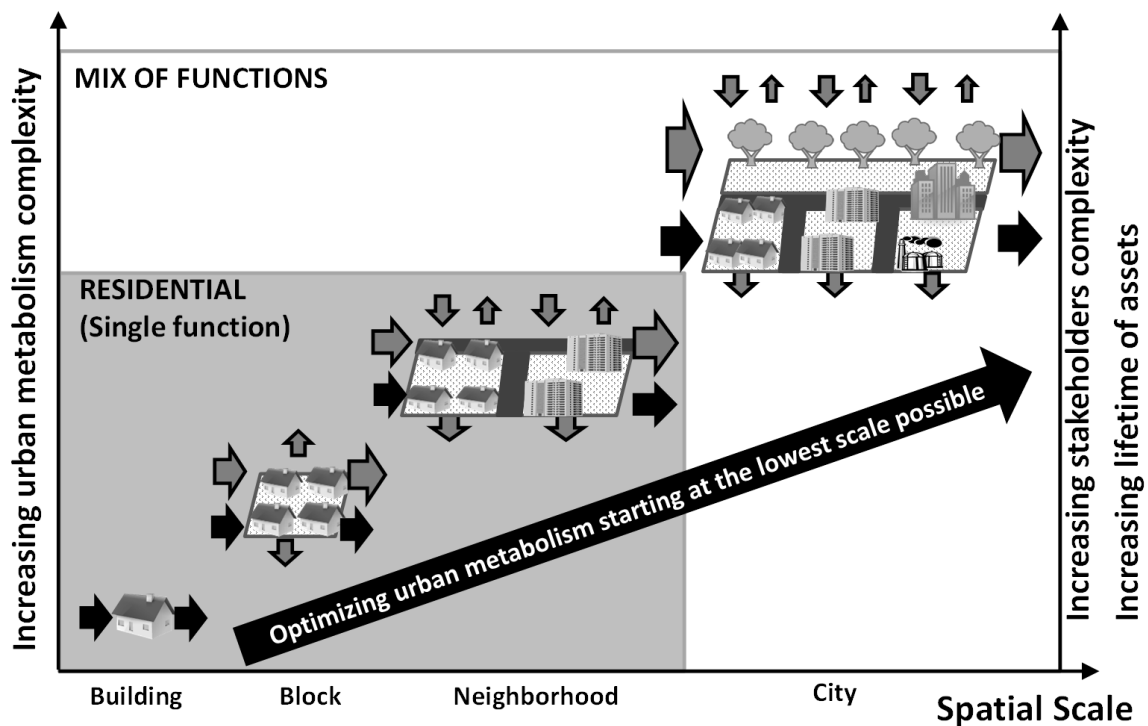 MIX OF FUNCTIONS
RESIDENTIAL
(Single function)
Increasing urban metabolism complexity
Optimizing urban metabolism starting at the lowest scale possible
Increasing stakeholders complexity
Increasing lifetime of assets
Building
Block
Neighborhood
City
Spatial Scale